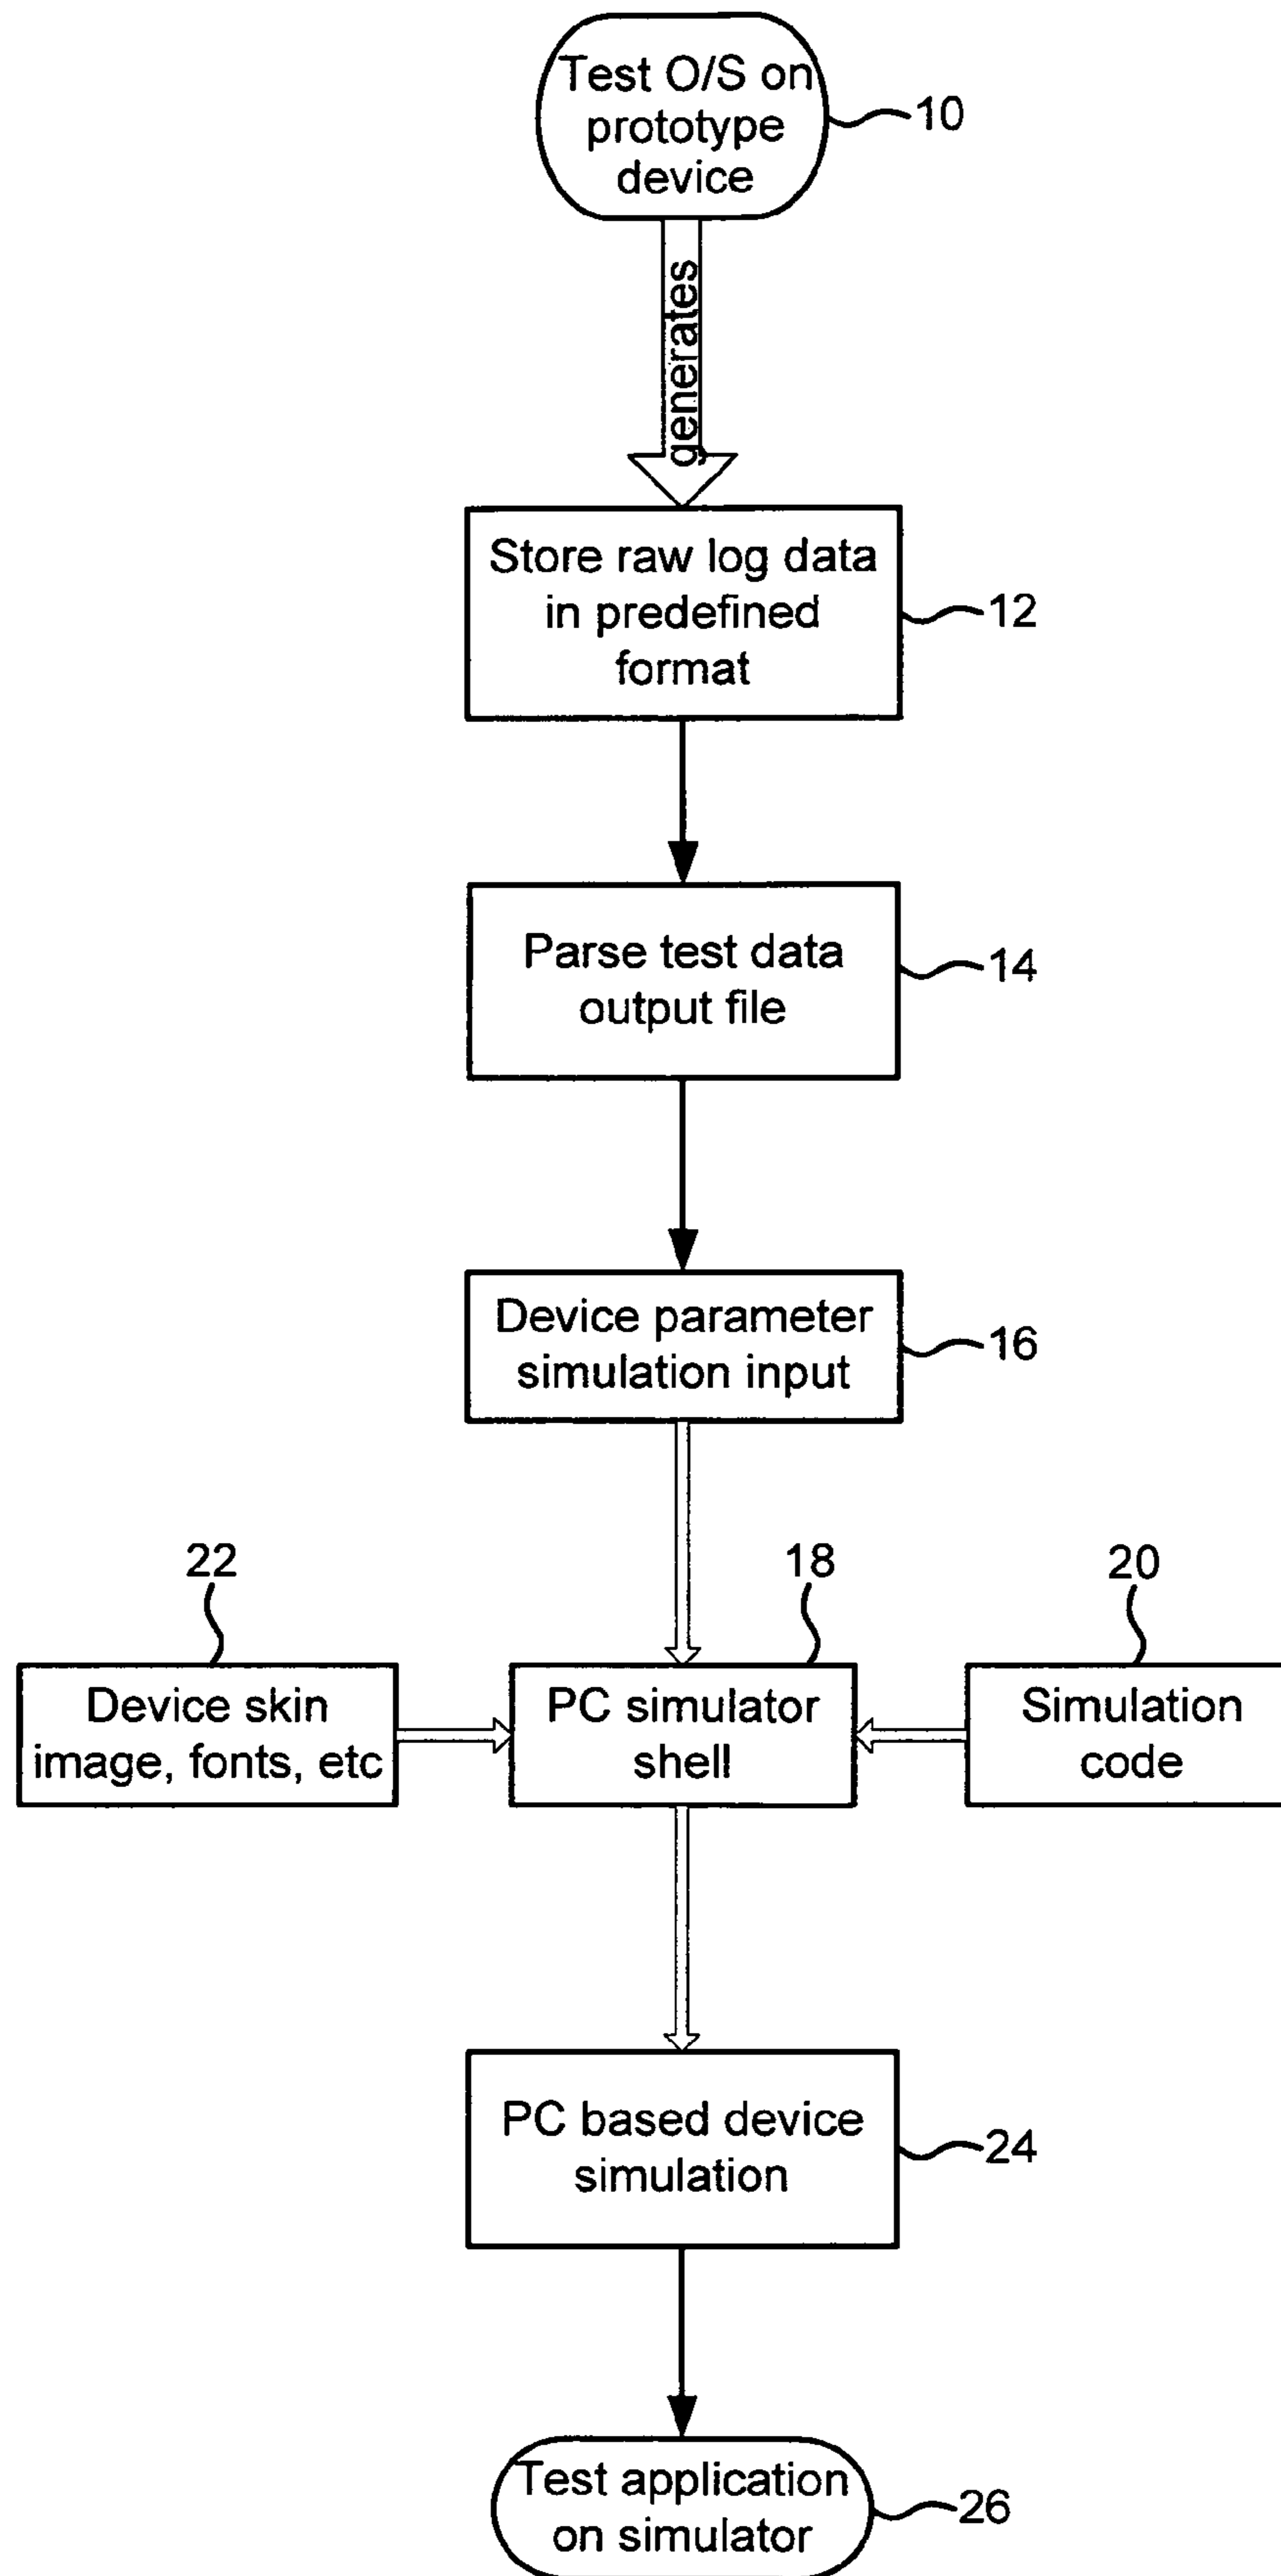 Test O/S on
prototype
device
10
generates
Store raw log data
in predefined
format
12
Parse test data
output file
14
Device parameter
simulation input
16
22
18
20
Device skin
image, fonts, etc
PC simulator
shell
Simulation
code
PC based device
simulation
24
Test application
on simulator
26